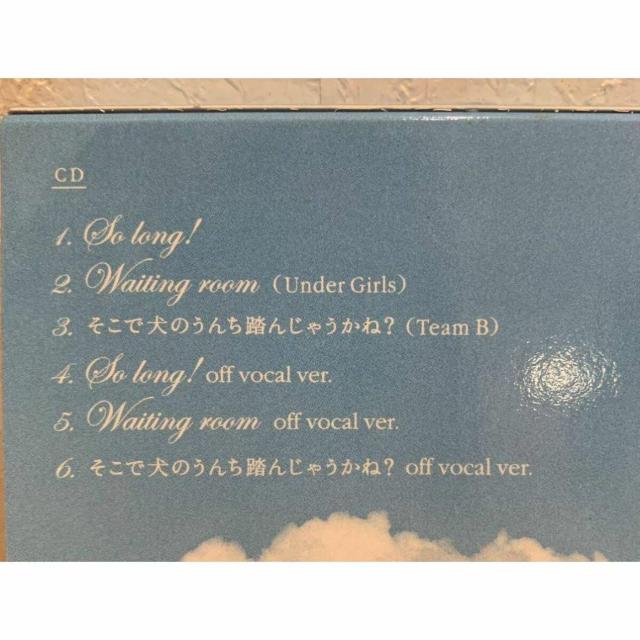 CD
1. So long!
2. Waiting room (Under Girls)
3. そこで犬のうんち踏んじゃうかね？(Team B)
4. So long! off vocal ver.
5. Waiting room off vocal ver.
6. そこで犬のうんち踏んじゃうかね？ off vocal ver.